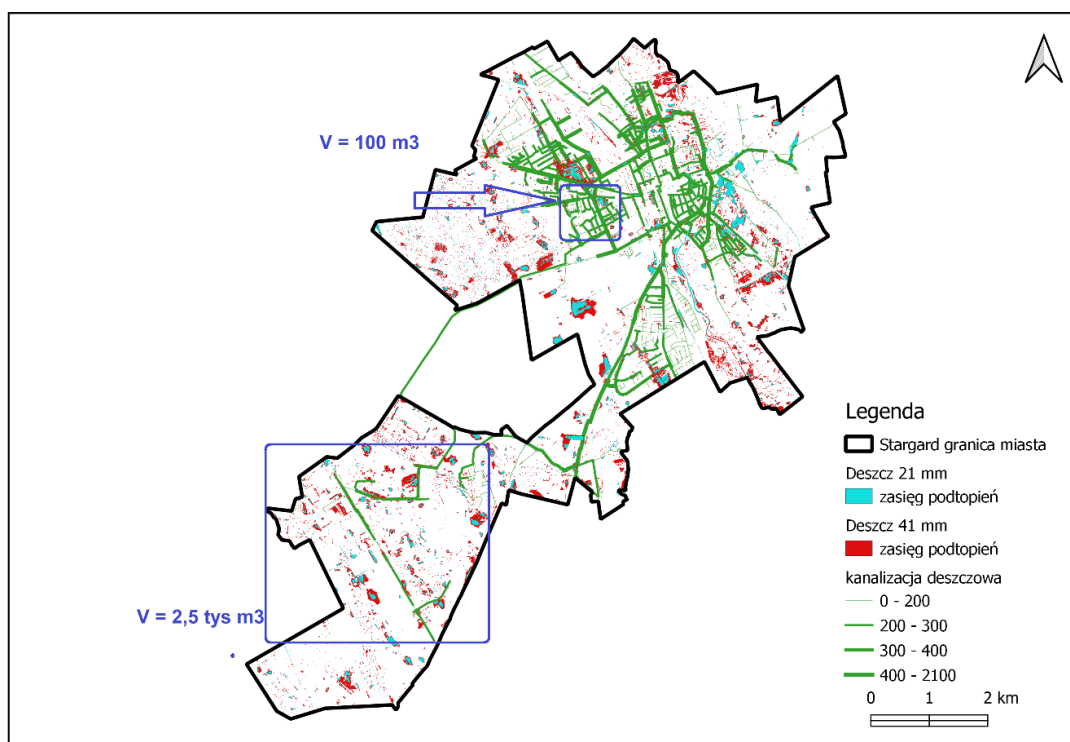 V = 100 m3
V = 2,5 tys m3
Legenda
Stargard granica miasta
Deszcz 21 mm
zasięg podtopień
Deszcz 41 mm
zasięg podtopień
kanalizacja deszczowa
0 - 200
200 - 300
300 - 400
400 - 2100
0 1 2 km